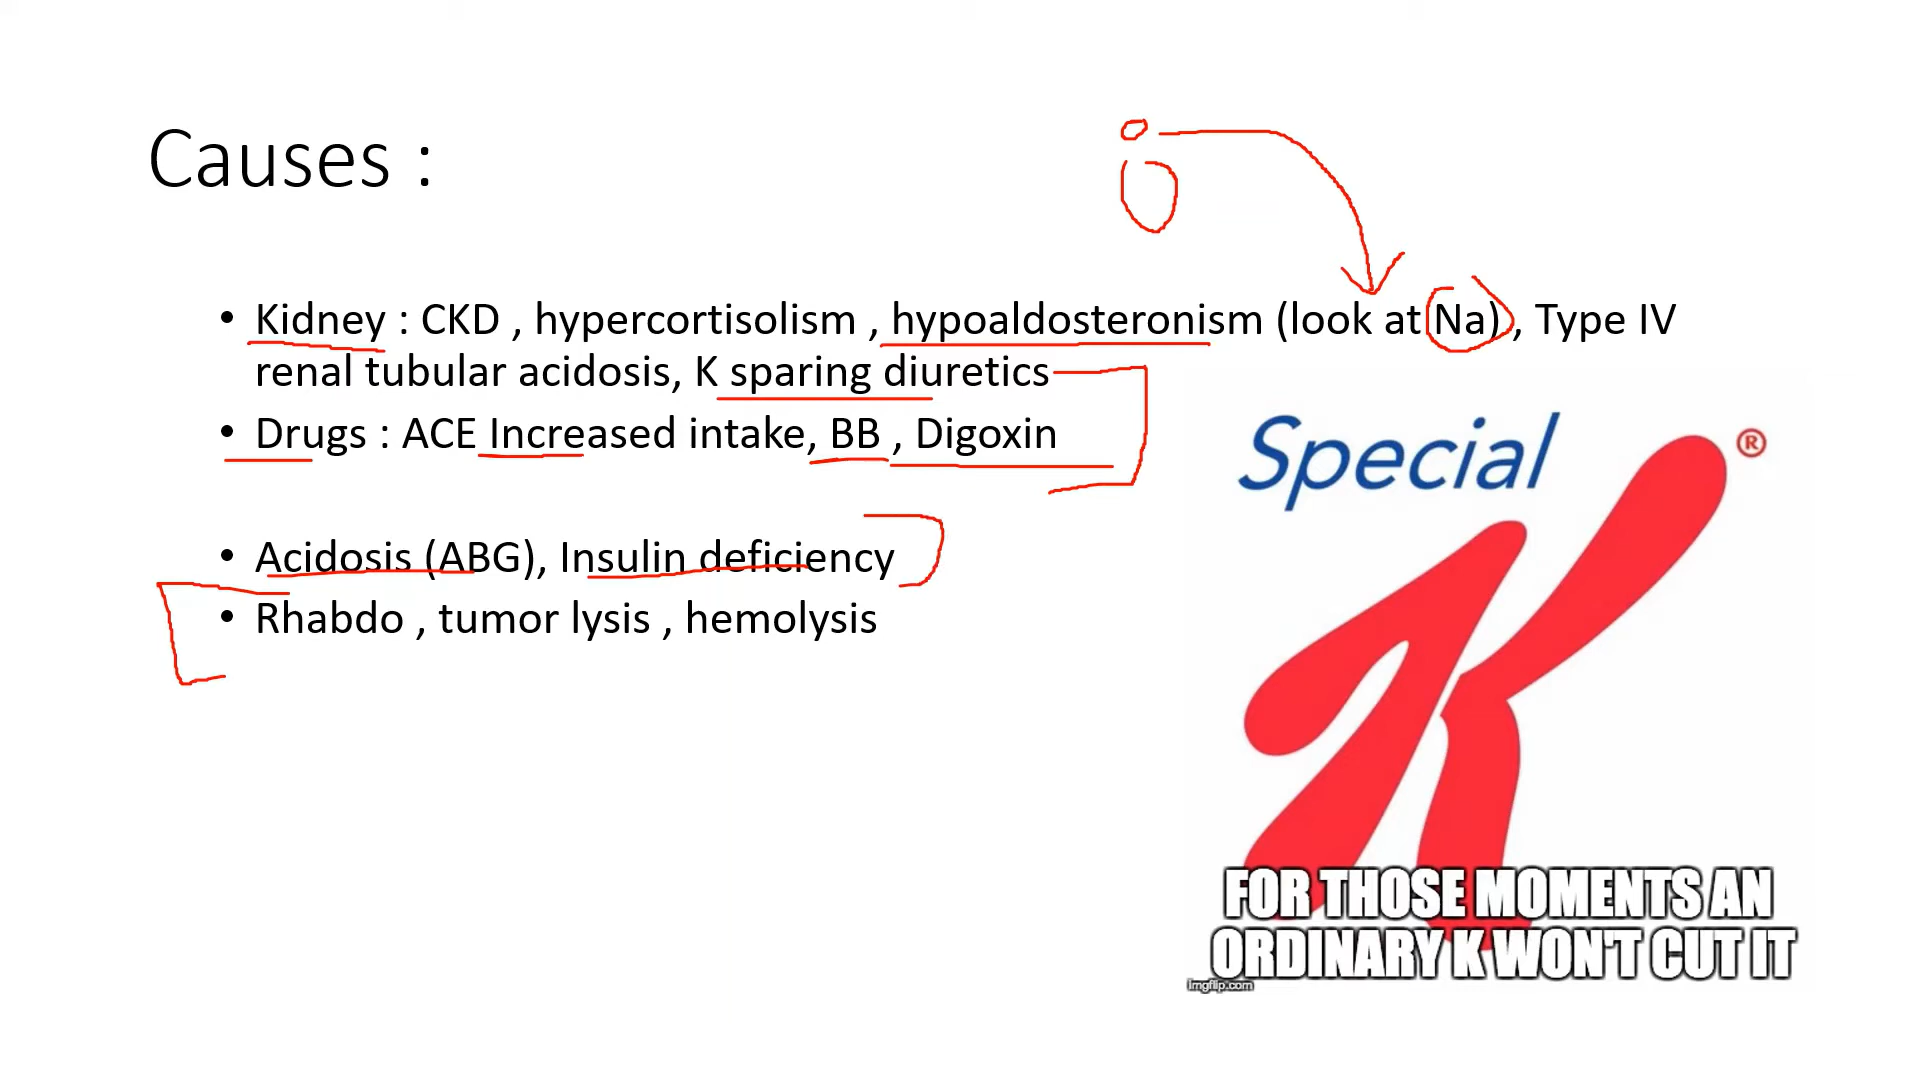 Causes :
• Kidney : CKD , hypercortisolism , hypoaldosteronism (look at Na) , Type IV
renal tubular acidosis, K sparing diuretics
• Drugs : ACE Increased intake, BB , Digoxin
• Acidosis (ABG), Insulin deficiency
• Rhabdo , tumor lysis , hemolysis
Special
K ®
FOR THOSE MOMENTS AN
ORDINARY K WON'T CUT IT
imgflip.com